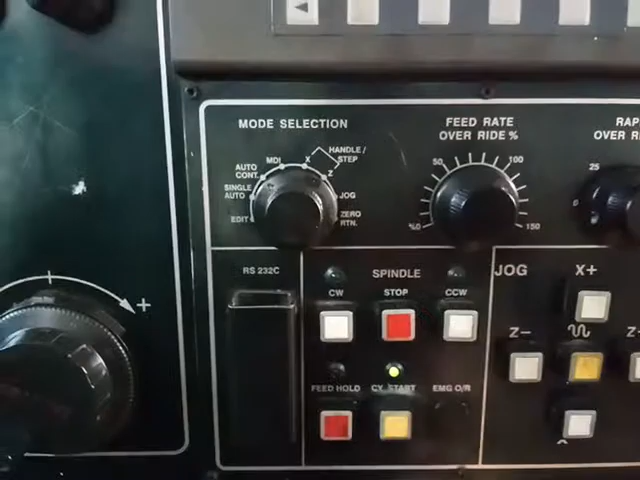 MODE SELECTION
FEED RATE
OVER RIDE %
HANDLE/
STEP
MDI
X
Z
AUTO
CONT.
SINGLE
AUTO
EDIT
JOG
ZERO
RTN.
50
100
%0
150
25
0
RS 232C
SPINDLE
CW
STOP
CCW
FEED HOLD
CY. START
EMG O/R
JOG
X+
Z-
+